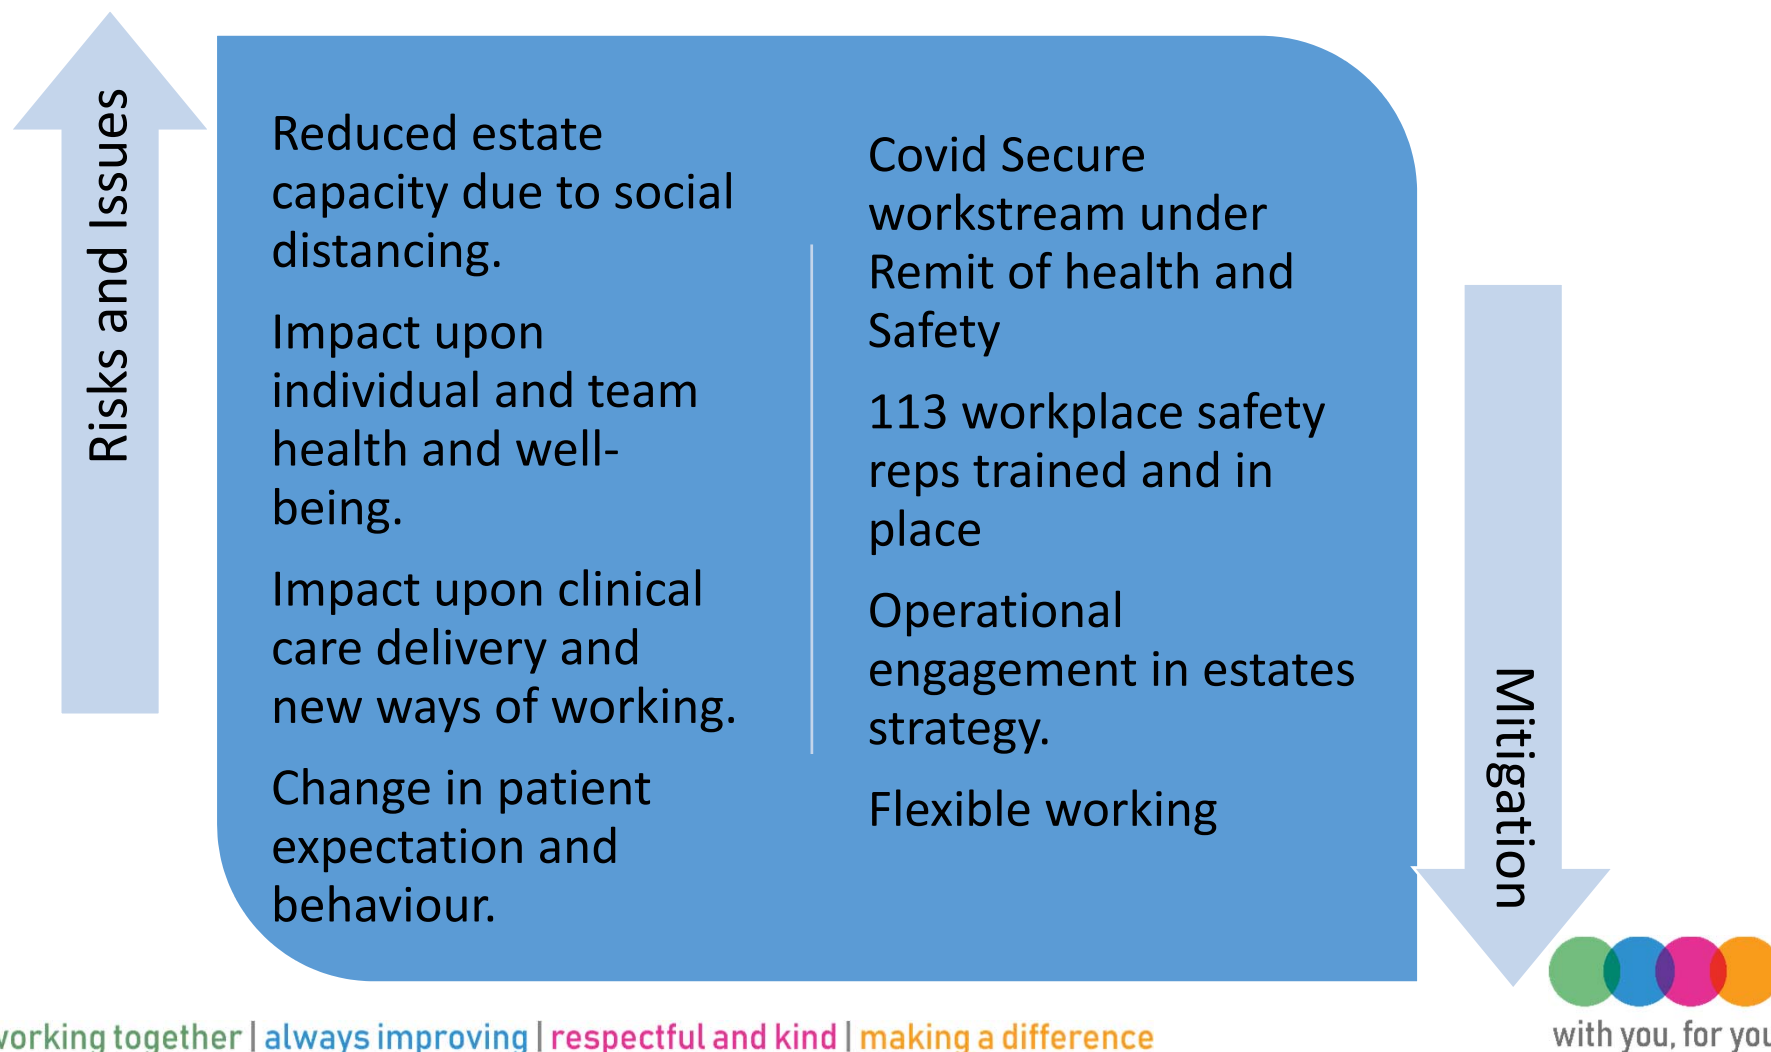 Risks and Issues
Reduced estate
capacity due to social
distancing.
Impact upon
individual and team
health and well-
being.
Impact upon clinical
care delivery and
new ways of working.
Change in patient
expectation and
behaviour.
Covid Secure
workstream under
Remit of health and
Safety
113 workplace safety
reps trained and in
place
Operational
engagement in estates
strategy.
Flexible working
Mitigation
working together | always improving | respectful and kind | making a difference
with you, for you